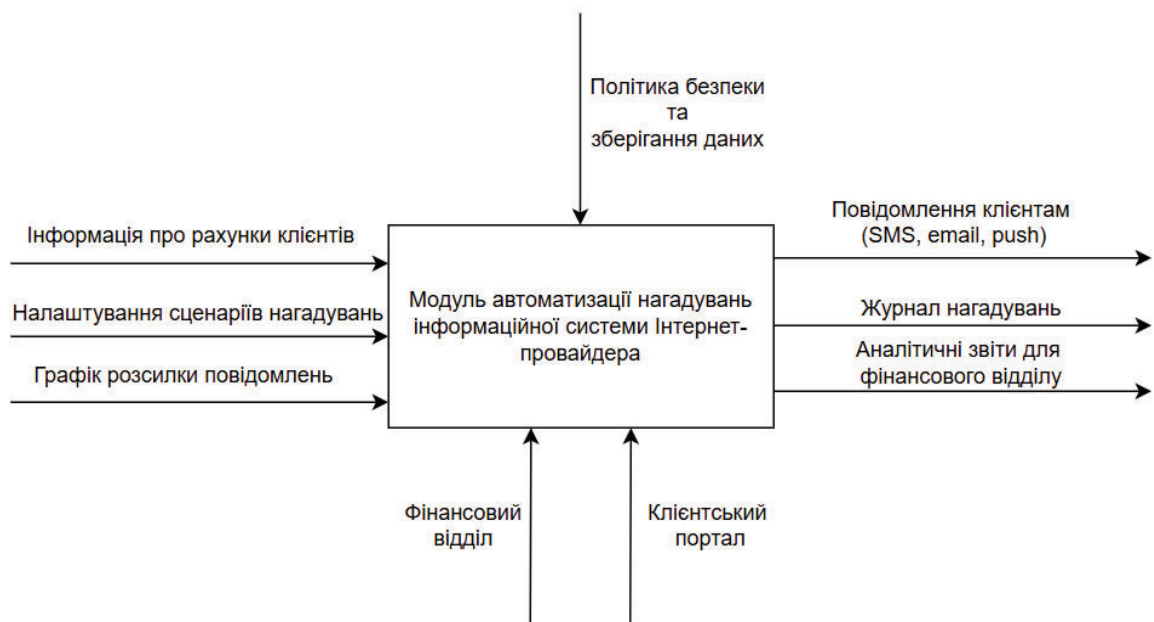 Політика безпеки
та
зберігання даних
Інформація про рахунки клієнтів
Налаштування сценаріїв нагадувань
Графік розсилки повідомлень
Модуль автоматизації нагадувань
інформаційної системи Інтернет-
провайдера
Повідомлення клієнтам
(SMS, email, push)
Журнал нагадувань
Аналітичні звіти для
фінансового відділу
Фінансовий
відділ
Клієнтський
портал